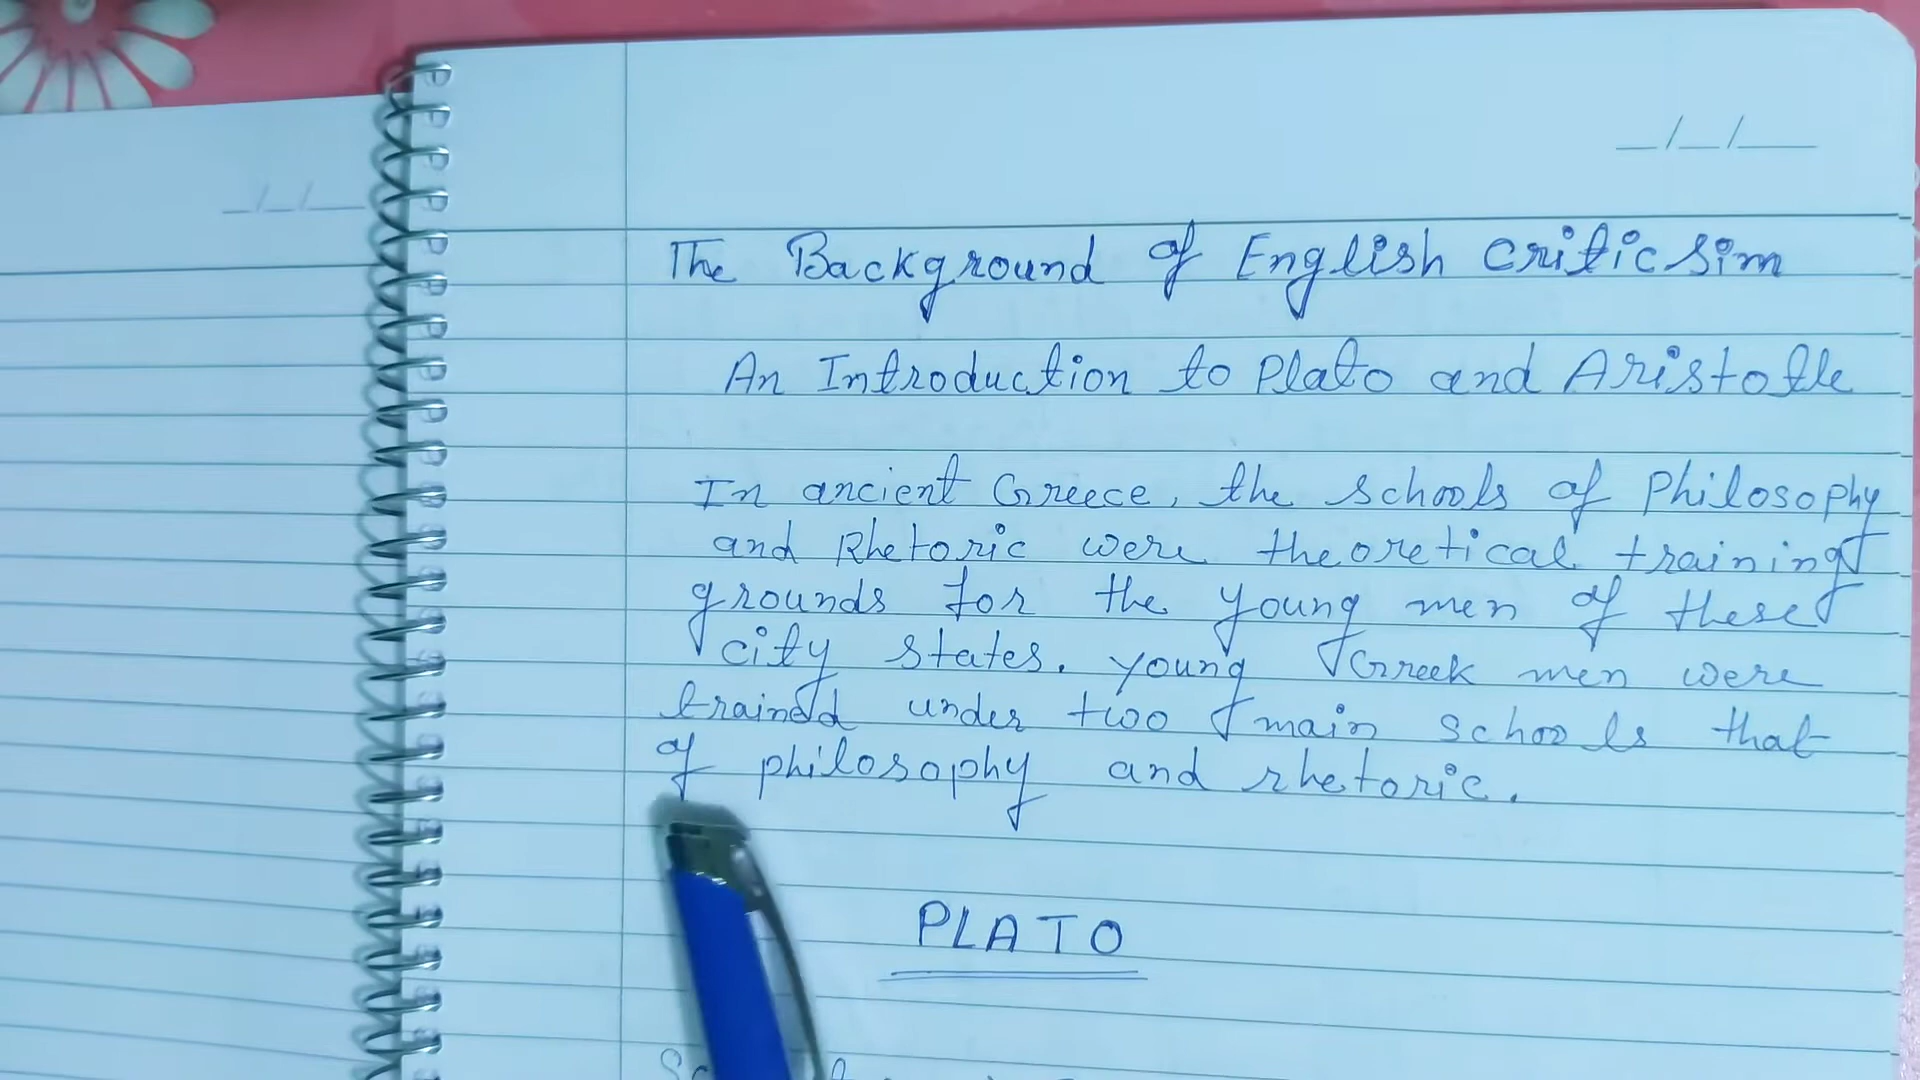 The Background of English Criticsim
An Introduction to Plato and Aristotle
In ancient Greece, the schools of Philosophy
and Rhetoric were theoretical training
grounds for the young men of these
city states. Young Greek men were
trained under two main schools that
of philosophy and rhetoric.
PLATO